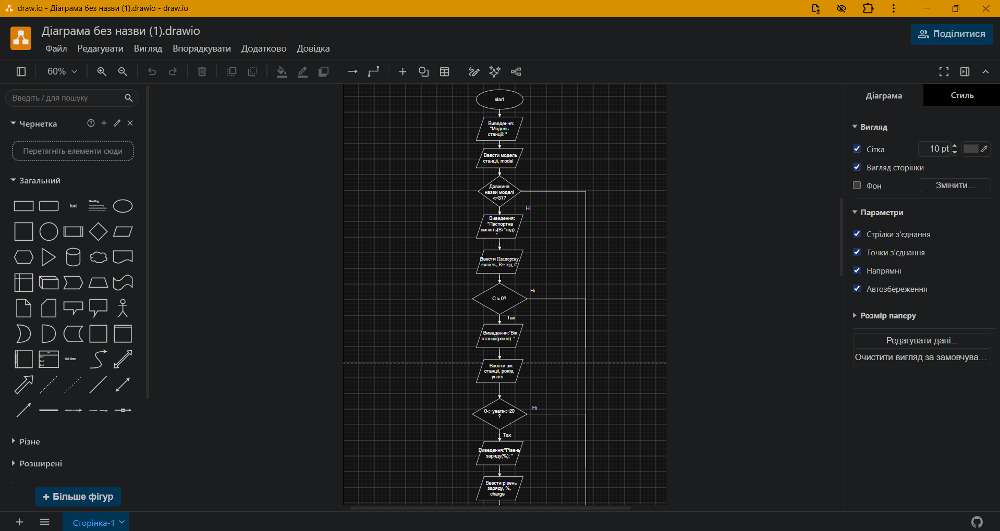 draw.io - Діаграма без назви (1).drawio - draw.io
Діаграма без назви (1).drawio
Файл Редагувати Вигляд Впорядкувати Додатково Довідка
Поділитися
60%
Введіть / для пошуку
Чернетка
Перетягніть елементи сюди
Загальний
Text
Heading
List Item
Різне
Розширені
+ Більше фігур
Сторінка-1
start
Виведення:
"Модель
станції: "
Ввести модель
станції, model
Довжина
назви моделі
<=31?
Ні
Виведення:
"Паспортна
ємність(Вт*год):
"
Ввести Паспортну
ємність, Вт·год, C
C > 0?
Ні
Так
Виведення:"Вік
станції(років): "
Ввести вік
станції, років,
years
0<=years<=20
?
Ні
Так
Виведення:"Рівень
заряду(%): "
Ввести рівень
заряду, %,
charge
Діаграма
Стиль
Вигляд
Сітка
10 pt
Вигляд сторінки
Фон
Змінити...
Параметри
Стрілки з'єднання
Точки з'єднання
Напрямні
Автозбереження
Розмір паперу
Редагувати дані...
Очистити вигляд за замовчува...